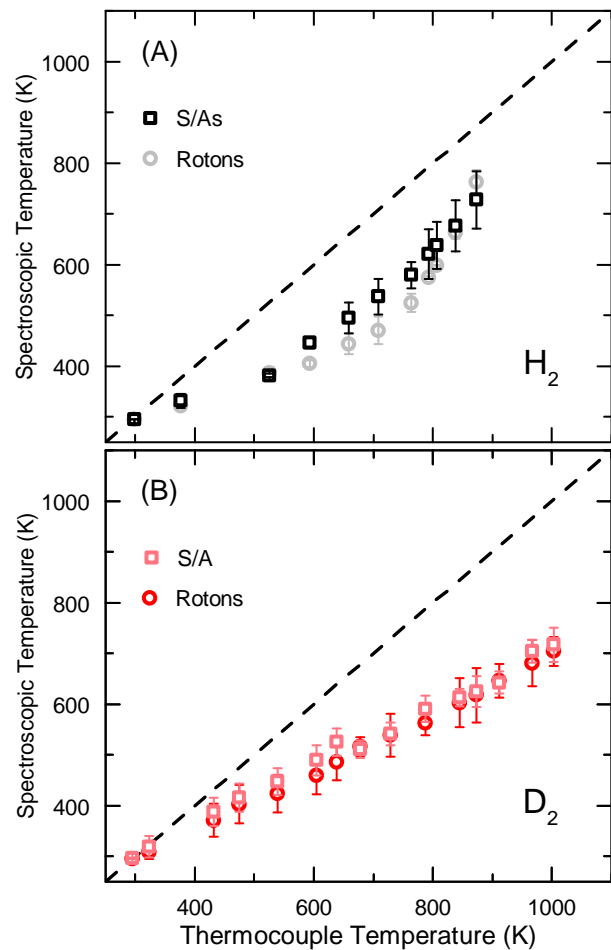 (A)
S/As
Rotons
H2
Spectroscopic Temperature (K)
1000
800
600
400
(B)
S/A
Rotons
D2
Spectroscopic Temperature (K)
1000
800
600
400
400 600 800 1000
Thermocouple Temperature (K)